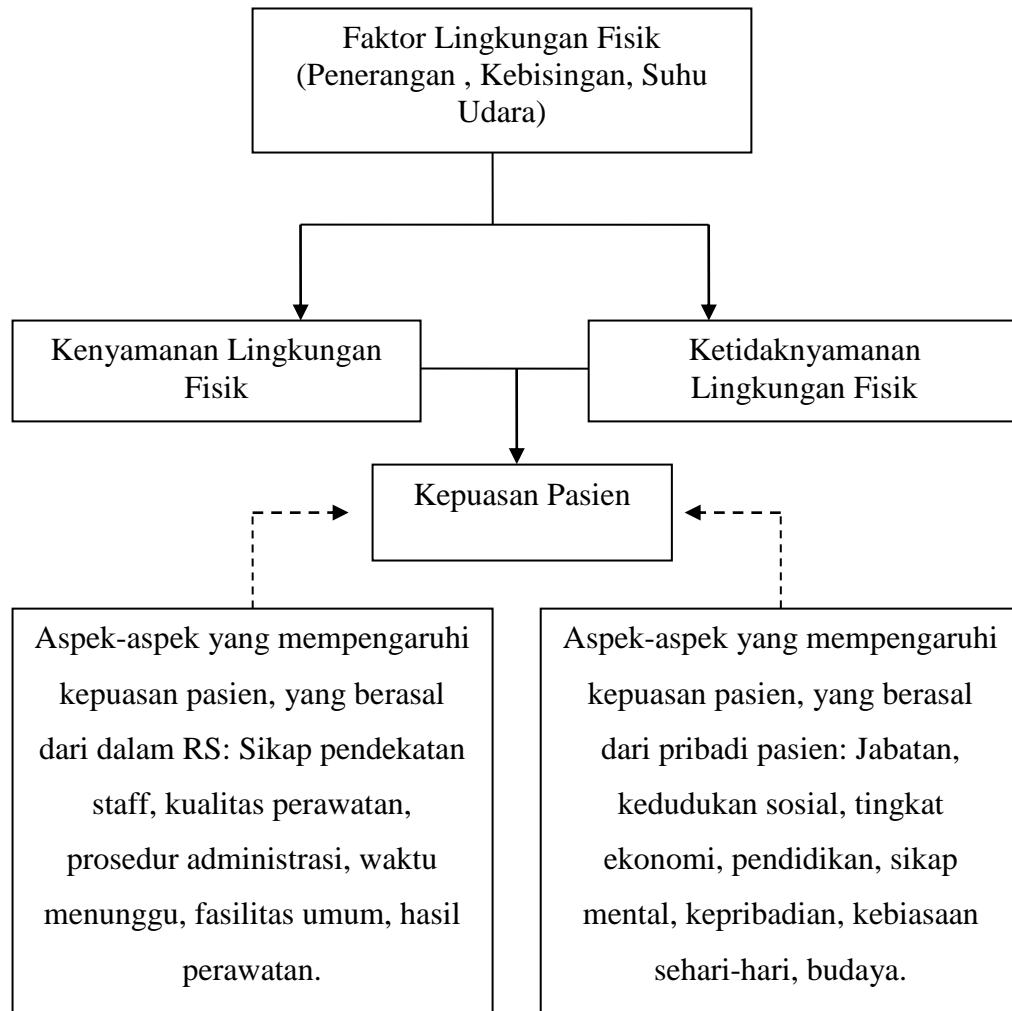 Faktor Lingkungan Fisik
(Penerangan , Kebisingan, Suhu
Udara)
Kenyamanan Lingkungan
Fisik
Ketidaknyamanan
Lingkungan Fisik
Kepuasan Pasien
Aspek-aspek yang mempengaruhi
kepuasan pasien, yang berasal
dari dalam RS: Sikap pendekatan
staff, kualitas perawatan,
prosedur administrasi, waktu
menunggu, fasilitas umum, hasil
perawatan.
Aspek-aspek yang mempengaruhi
kepuasan pasien, yang berasal
dari pribadi pasien: Jabatan,
kedudukan sosial, tingkat
ekonomi, pendidikan, sikap
mental, kepribadian, kebiasaan
sehari-hari, budaya.